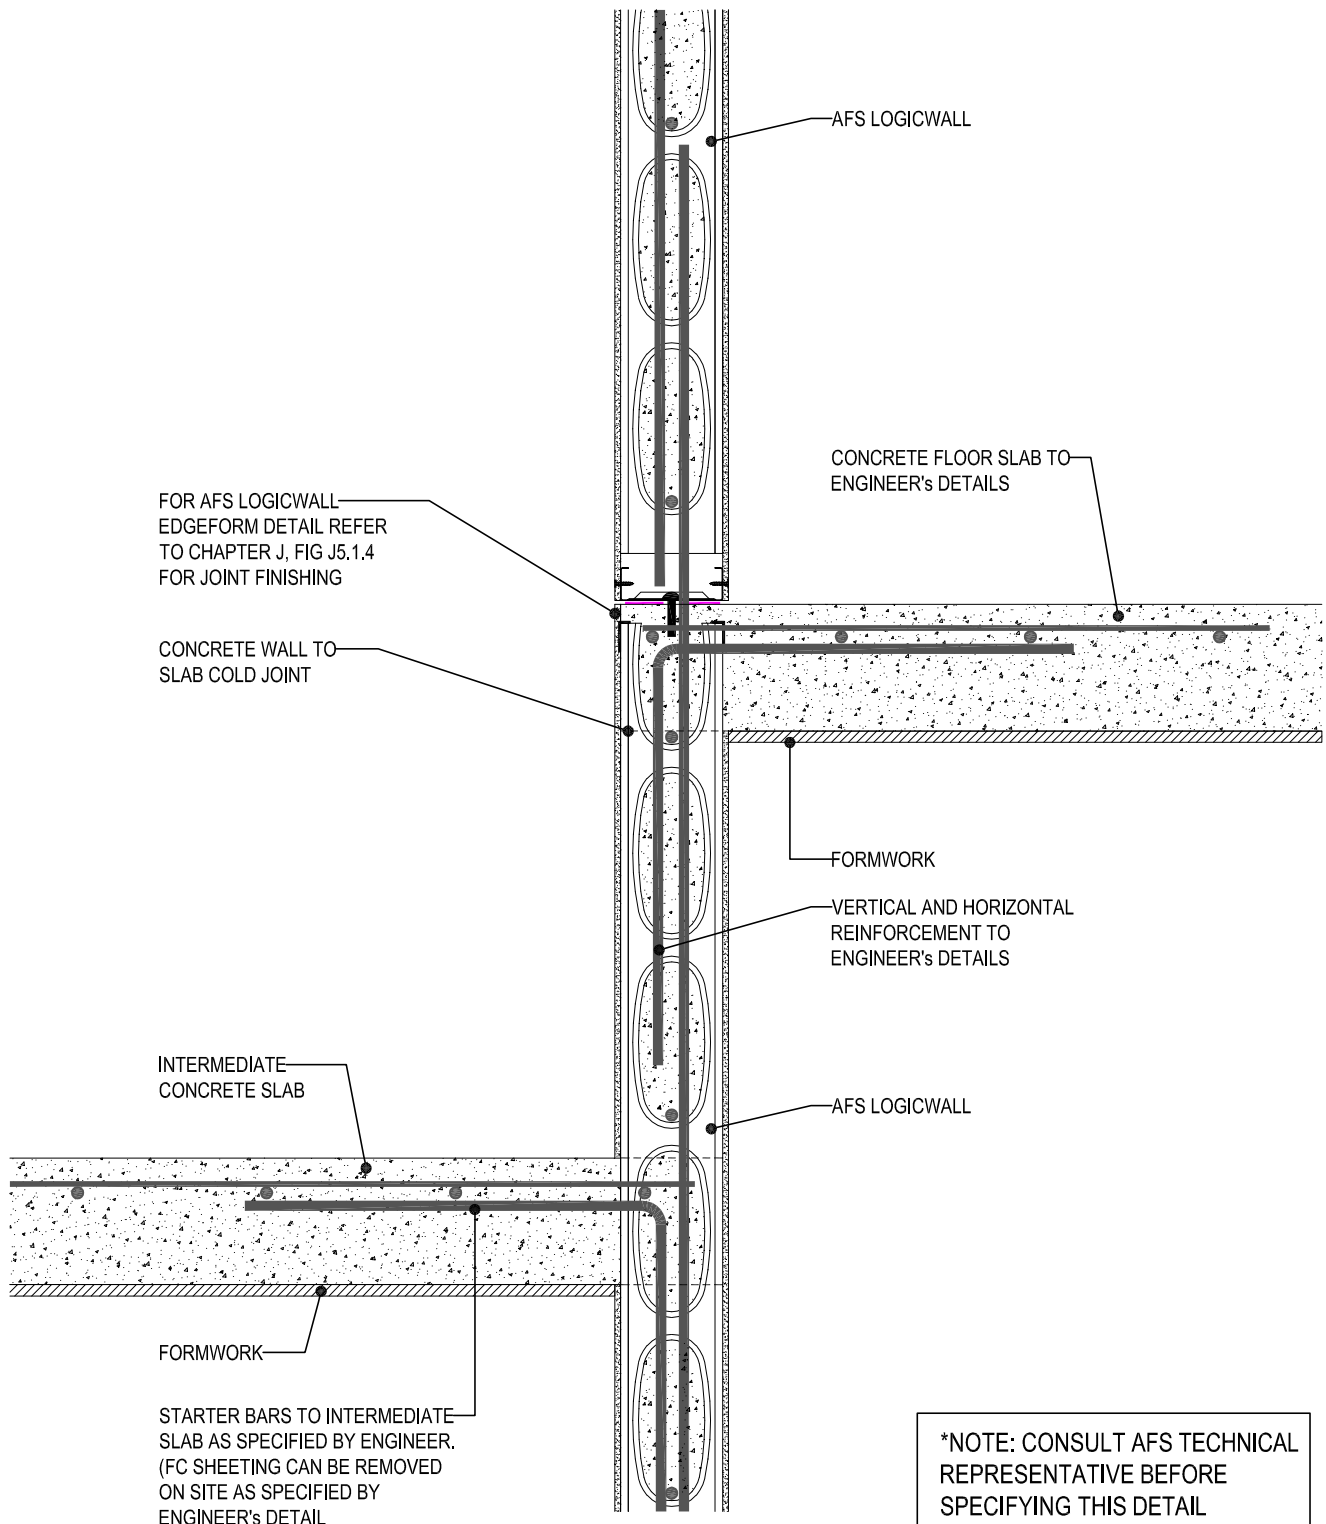 AFS LOGICWALL
CONCRETE FLOOR SLAB TO
ENGINEER's DETAILS
FOR AFS LOGICWALL
EDGEFORM DETAIL REFER
TO CHAPTER J, FIG J5.1.4
FOR JOINT FINISHING
CONCRETE WALL TO
SLAB COLD JOINT
FORMWORK
VERTICAL AND HORIZONTAL
REINFORCEMENT TO
ENGINEER's DETAILS
INTERMEDIATE
CONCRETE SLAB
AFS LOGICWALL
FORMWORK
STARTER BARS TO INTERMEDIATE
SLAB AS SPECIFIED BY ENGINEER.
(FC SHEETING CAN BE REMOVED
ON SITE AS SPECIFIED BY
ENGINEER's DETAIL
*NOTE: CONSULT AFS TECHNICAL
REPRESENTATIVE BEFORE
SPECIFYING THIS DETAIL